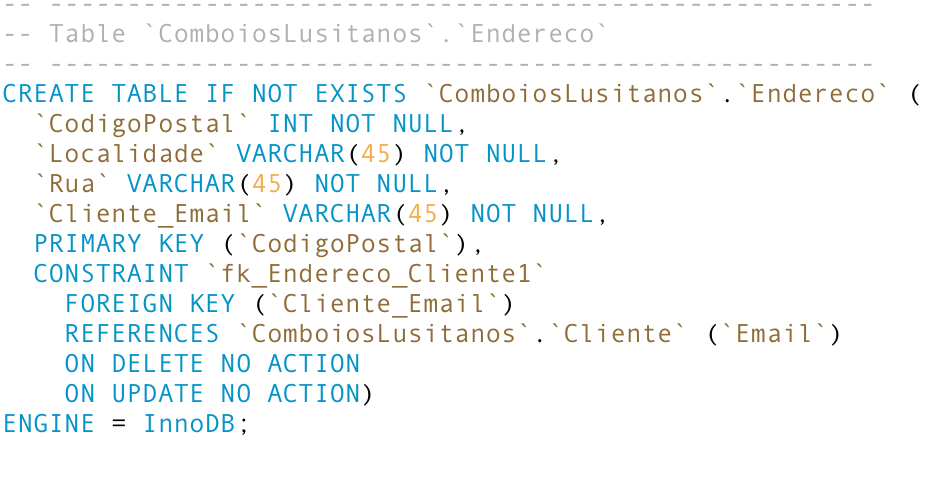 -- -----------------------------------------------------
-- Table `ComboiosLusitanos`.`Endereco`
-- -----------------------------------------------------
CREATE TABLE IF NOT EXISTS `ComboiosLusitanos`.`Endereco` (
  `CodigoPostal` INT NOT NULL,
  `Localidade` VARCHAR(45) NOT NULL,
  `Rua` VARCHAR(45) NOT NULL,
  `Cliente_Email` VARCHAR(45) NOT NULL,
  PRIMARY KEY (`CodigoPostal`),
  CONSTRAINT `fk_Endereco_Cliente1`
    FOREIGN KEY (`Cliente_Email`)
    REFERENCES `ComboiosLusitanos`.`Cliente` (`Email`)
    ON DELETE NO ACTION
    ON UPDATE NO ACTION)
ENGINE = InnoDB;